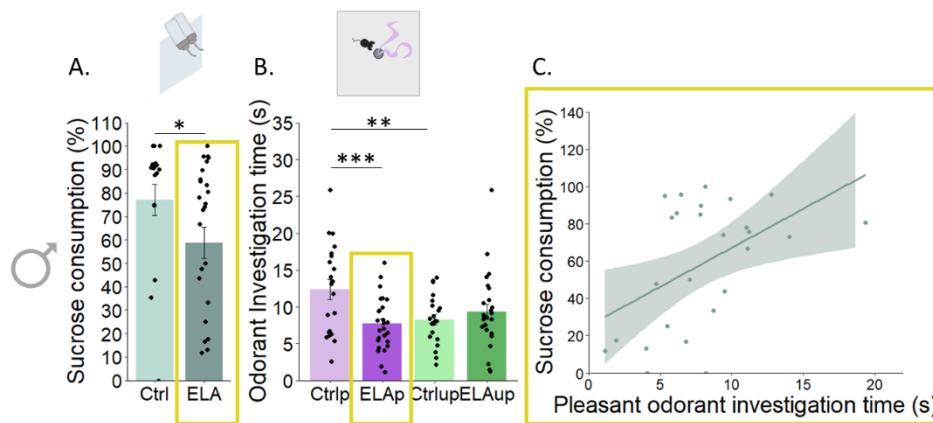 A.
B.
C.
Sucrose consumption (%)
110
100
90
80
70
60
50
40
30
20
10
0
*
Ctrl
ELA
Odorant Investigation time (s)
35
30
25
20
15
10
5
0
**
***
Ctrlp
ELAp
Ctrlup
ELAup
Sucrose consumption (%)
140
120
100
80
60
40
20
0
0
5
10
15
20
Pleasant odorant investigation time (s)